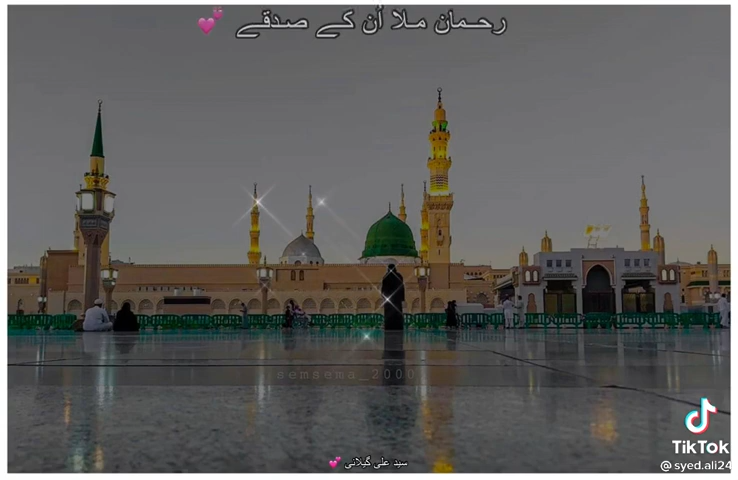 رحمان ملا اُن کے صدقے 💕
semsema_2000
سید علی گیلانی 💕
TikTok
@syed.ali24